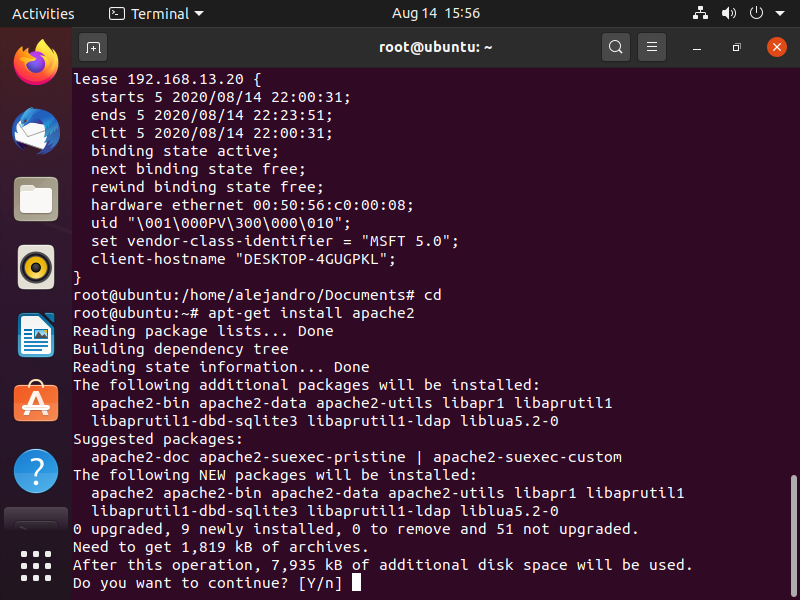 Activities Terminal Aug 14 15:56
root@ubuntu: ~
lease 192.168.13.20 {
  starts 5 2020/08/14 22:00:31;
  ends 5 2020/08/14 22:23:51;
  cltt 5 2020/08/14 22:00:31;
  binding state active;
  next binding state free;
  rewind binding state free;
  hardware ethernet 00:50:56:c0:00:08;
  uid "\001\000PV\300\000\010";
  set vendor-class-identifier = "MSFT 5.0";
  client-hostname "DESKTOP-4GUGPKL";
}
root@ubuntu:/home/alejandro/Documents# cd
root@ubuntu:~# apt-get install apache2
Reading package lists... Done
Building dependency tree
Reading state information... Done
The following additional packages will be installed:
  apache2-bin apache2-data apache2-utils libapr1 libaprutil1
  libaprutil1-dbd-sqlite3 libaprutil1-ldap liblua5.2-0
Suggested packages:
  apache2-doc apache2-suexec-pristine | apache2-suexec-custom
The following NEW packages will be installed:
  apache2 apache2-bin apache2-data apache2-utils libapr1 libaprutil1
  libaprutil1-dbd-sqlite3 libaprutil1-ldap liblua5.2-0
0 upgraded, 9 newly installed, 0 to remove and 51 not upgraded.
Need to get 1,819 kB of archives.
After this operation, 7,935 kB of additional disk space will be used.
Do you want to continue? [Y/n]